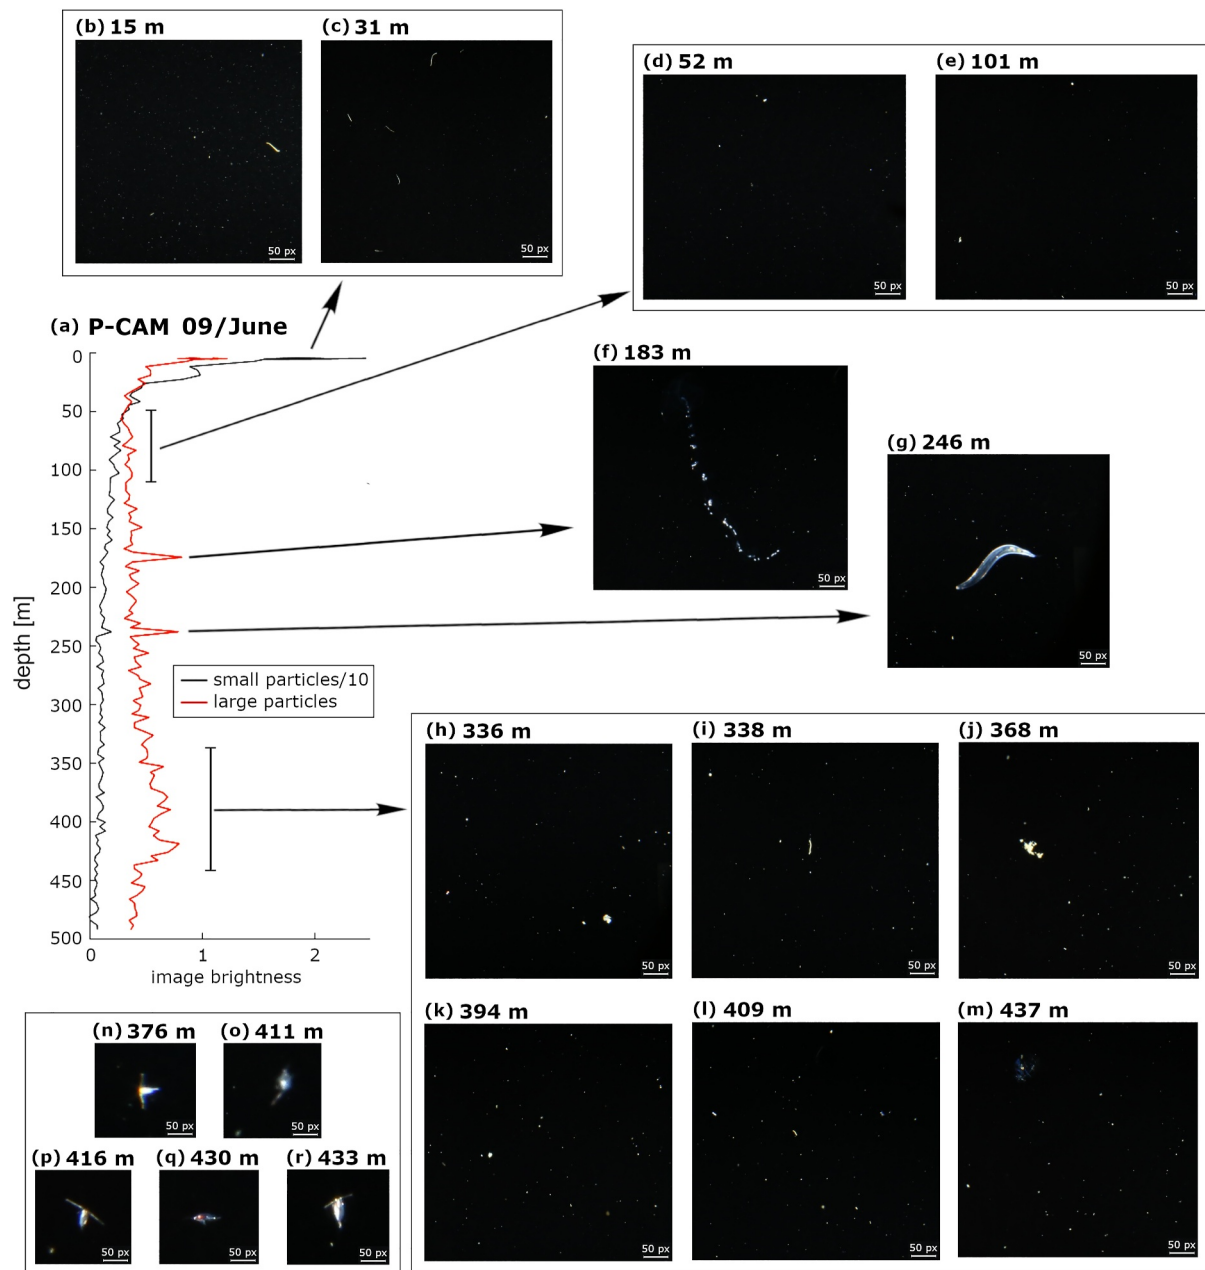 (b) 15 m
(c) 31 m
50 px
50 px
(d) 52 m
(e) 101 m
50 px
50 px
(a) P-CAM 09/June
0
50
100
150
200
250
300
350
400
450
500
depth [m]
0
1
2
image brightness
small particles/10
large particles
(f) 183 m
50 px
(g) 246 m
50 px
(h) 336 m
(i) 338 m
(j) 368 m
50 px
50 px
50 px
(k) 394 m
(l) 409 m
(m) 437 m
50 px
50 px
50 px
(n) 376 m
(o) 411 m
50 px
50 px
(p) 416 m
(q) 430 m
(r) 433 m
50 px
50 px
50 px